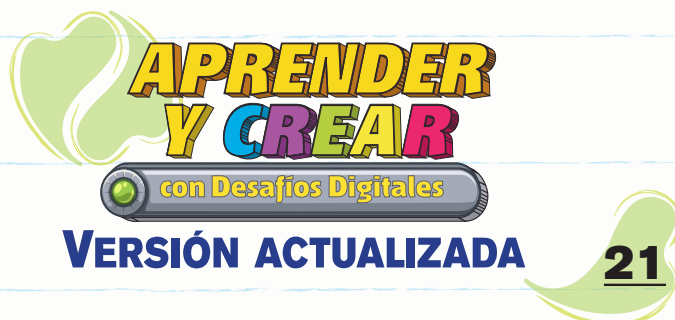 APRENDER
Y CREAR
con Desafíos Digitales
VERSIÓN ACTUALIZADA
21